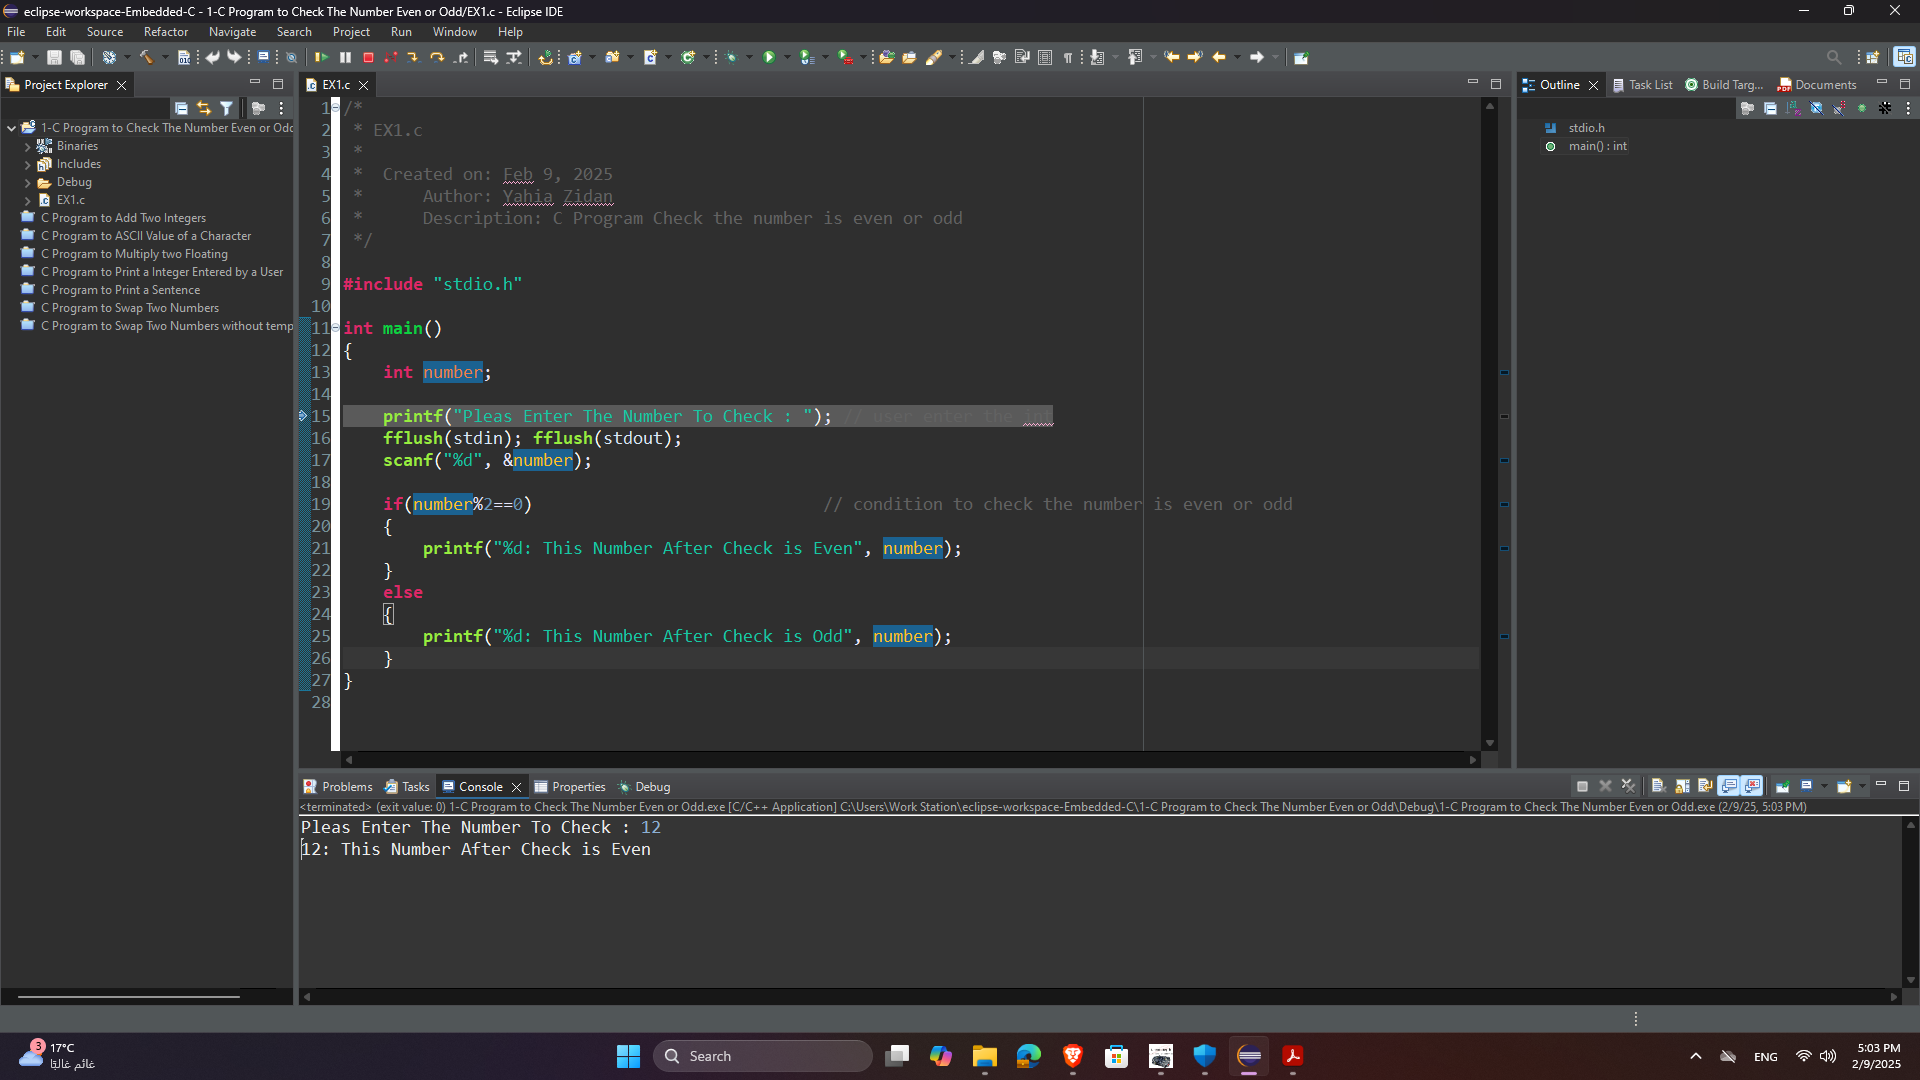 eclipse-workspace-Embedded-C - 1-C Program to Check The Number Even or Odd/EX1.c - Eclipse IDE
File Edit Source Refactor Navigate Search Project Run Window Help
Project Explorer
1-C Program to Check The Number Even or Odd
Binaries
Includes
Debug
EX1.c
C Program to Add Two Integers
C Program to ASCII Value of a Character
C Program to Multiply two Floating
C Program to Print a Integer Entered by a User
C Program to Print a Sentence
C Program to Swap Two Numbers
C Program to Swap Two Numbers without temp
EX1.c
1 /*
2 * EX1.c
3 *
4 * Created on: Feb 9, 2025
5 * Author: Yahia Zidan
6 * Description: C Program Check the number is even or odd
7 */
8
9 #include "stdio.h"
10
11 int main()
12 {
13 int number;
14
15 printf("Pleas Enter The Number To Check : "); // user enter the int
16 fflush(stdin); fflush(stdout);
17 scanf("%d", &number);
18
19 if(number%2==0) // condition to check the number is even or odd
20 {
21 printf("%d: This Number After Check is Even", number);
22 }
23 else
24 {
25 printf("%d: This Number After Check is Odd", number);
26 }
27 }
28
Outline Task List Build Targ... Documents
stdio.h
main() : int
Problems Tasks Console Properties Debug
<terminated> (exit value: 0) 1-C Program to Check The Number Even or Odd.exe [C/C++ Application] C:\Users\Work Station\eclipse-workspace-Embedded-C\1-C Program to Check The Number Even or Odd\Debug\1-C Program to Check The Number Even or Odd.exe (2/9/25, 5:03 PM)
Pleas Enter The Number To Check : 12
12: This Number After Check is Even
3
17°C
غائم غالبًا
Search
ENG
5:03 PM
2/9/2025